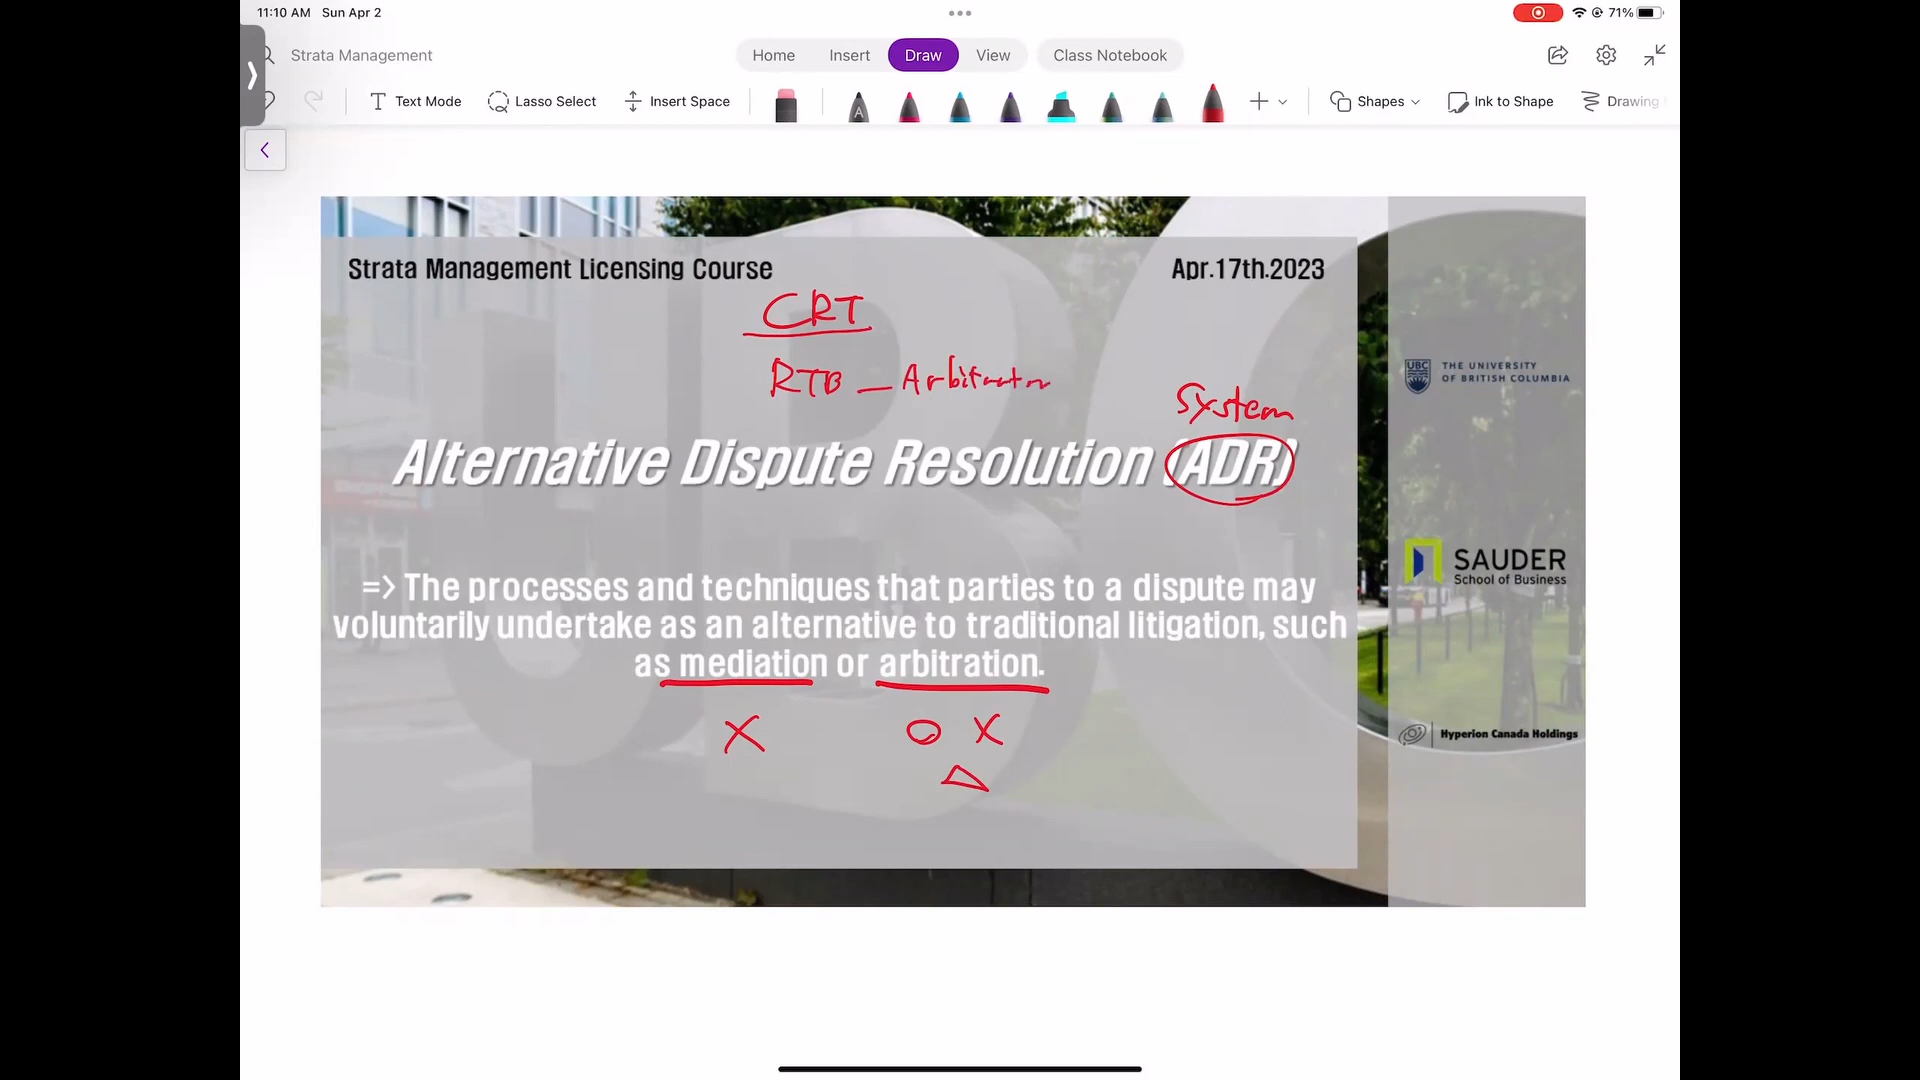 11:10 AM Sun Apr 2
71%
Strata Management
Home Insert Draw View Class Notebook
Text Mode Lasso Select Insert Space
A
Shapes Ink to Shape Drawing
Strata Management Licensing Course
Apr.17th.2023
CRT
RTB — Arbitrator
System
Alternative Dispute Resolution (ADR)
=> The processes and techniques that parties to a dispute may
voluntarily undertake as an alternative to traditional litigation, such
as mediation or arbitration.
X O X
UBC
THE UNIVERSITY
OF BRITISH COLUMBIA
SAUDER
School of Business
Hyperion Canada Holdings